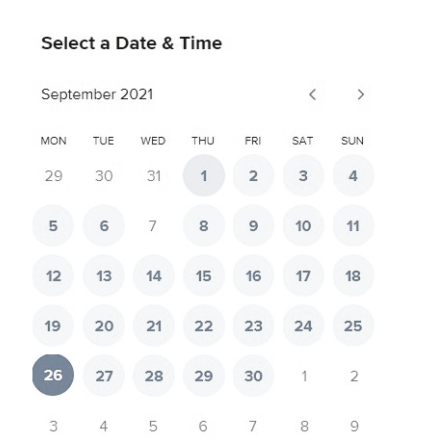 Select a Date & Time
September 2021
MON TUE WED THU FRI SAT SUN
29 30 31 1 2 3 4
5 6 7 8 9 10 11
12 13 14 15 16 17 18
19 20 21 22 23 24 25
26 27 28 29 30 1 2
3 4 5 6 7 8 9